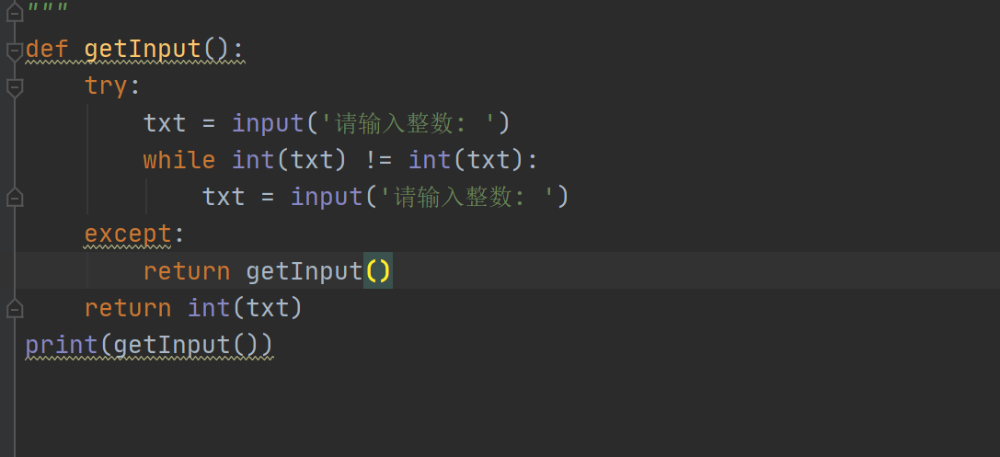 """
def getInput():
    try:
        txt = input('请输入整数: ')
        while int(txt) != int(txt):
            txt = input('请输入整数: ')
    except:
        return getInput()
    return int(txt)
print(getInput())